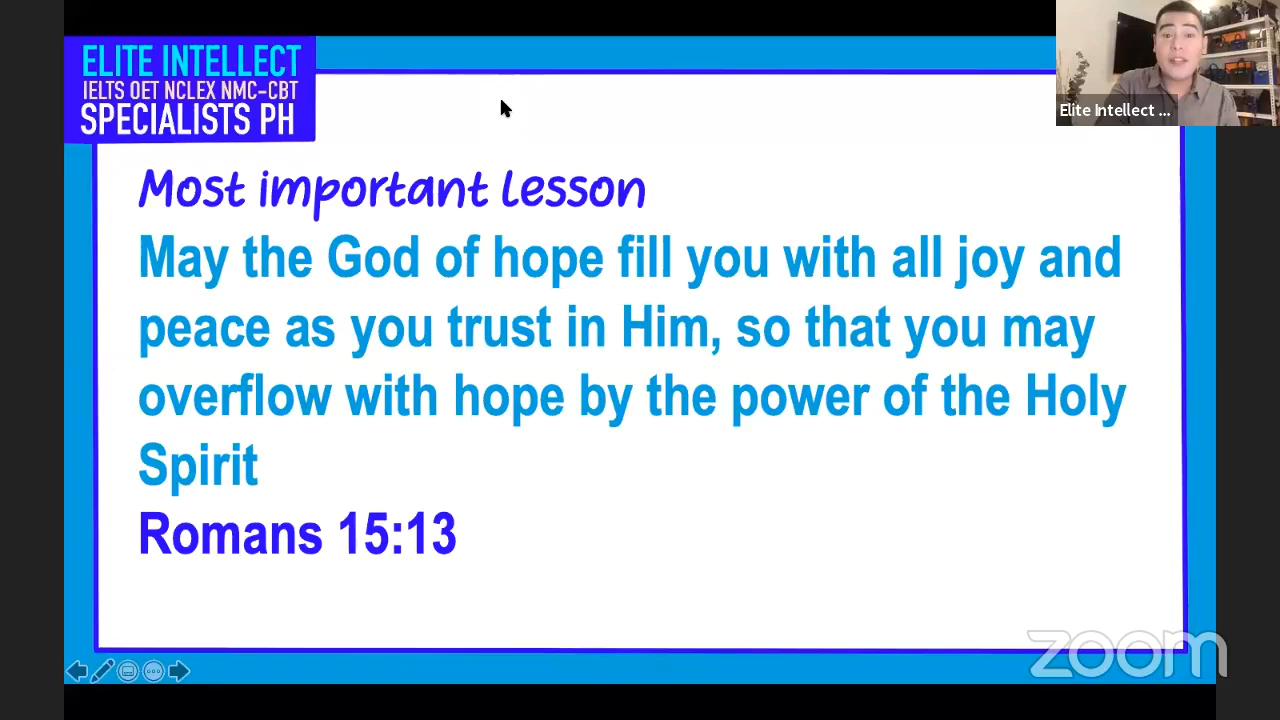 ELITE INTELLECT
IELTS OET NCLEX NMC-CBT
SPECIALISTS PH
Elite Intellect ...
Most important lesson
May the God of hope fill you with all joy and
peace as you trust in Him, so that you may
overflow with hope by the power of the Holy
Spirit
Romans 15:13
zoom